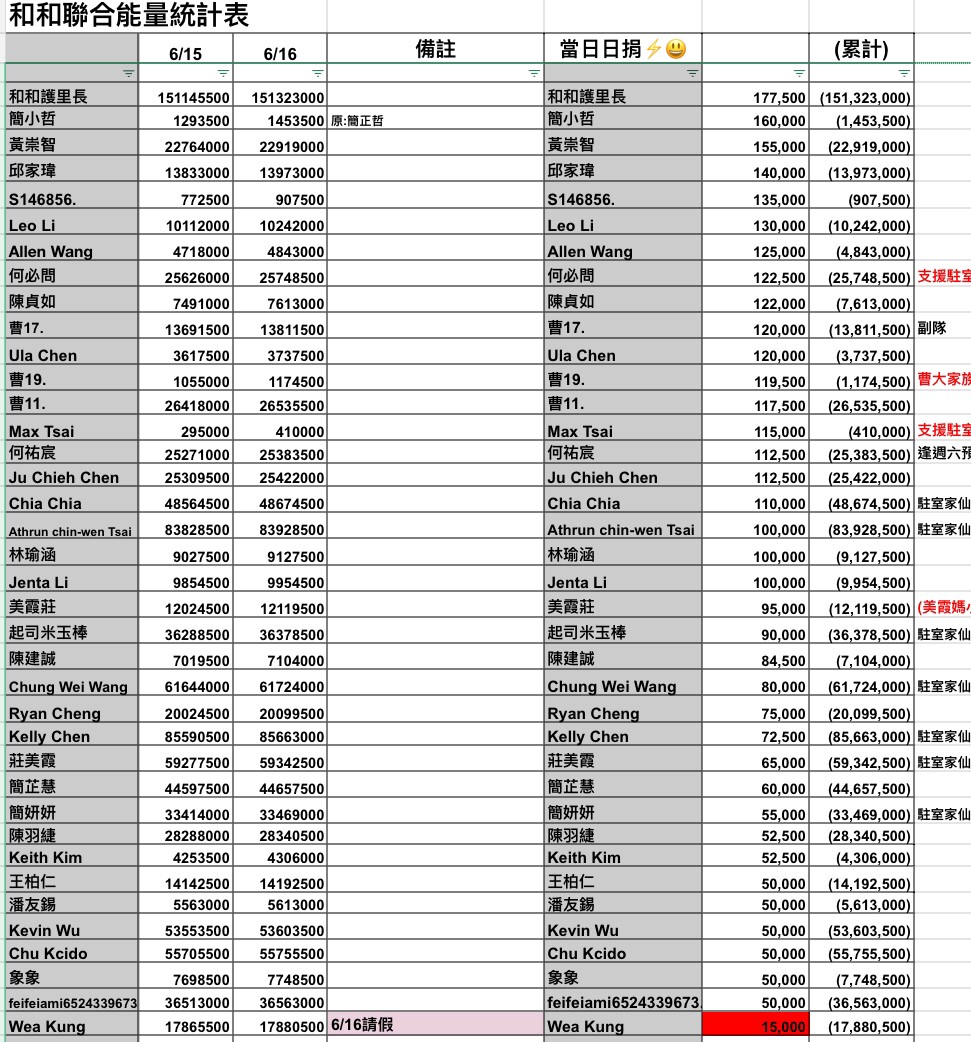 和和聯合能量統計表
6/15 6/16 備註 當日日捐⚡😃 (累計)
和和護里長 151145500 151323000 和和護里長 177,500 (151,323,000)
簡小哲 1293500 1453500 原:簡正哲 簡小哲 160,000 (1,453,500)
黃崇智 22764000 22919000 黃崇智 155,000 (22,919,000)
邱家瑋 13833000 13973000 邱家瑋 140,000 (13,973,000)
S146856. 772500 907500 S146856. 135,000 (907,500)
Leo Li 10112000 10242000 Leo Li 130,000 (10,242,000)
Allen Wang 4718000 4843000 Allen Wang 125,000 (4,843,000)
何必問 25626000 25748500 何必問 122,500 (25,748,500) 支援駐室
陳貞如 7491000 7613000 陳貞如 122,000 (7,613,000)
曹17. 13691500 13811500 曹17. 120,000 (13,811,500) 副隊
Ula Chen 3617500 3737500 Ula Chen 120,000 (3,737,500)
曹19. 1055000 1174500 曹19. 119,500 (1,174,500) 曹大家族
曹11. 26418000 26535500 曹11. 117,500 (26,535,500)
Max Tsai 295000 410000 Max Tsai 115,000 (410,000) 支援駐室
何祐宸 25271000 25383500 何祐宸 112,500 (25,383,500) 逢週六預
Ju Chieh Chen 25309500 25422000 Ju Chieh Chen 112,500 (25,422,000)
Chia Chia 48564500 48674500 Chia Chia 110,000 (48,674,500) 駐室家仙
Athrun chin-wen Tsai 83828500 83928500 Athrun chin-wen Tsai 100,000 (83,928,500) 駐室家仙
林瑜涵 9027500 9127500 林瑜涵 100,000 (9,127,500)
Jenta Li 9854500 9954500 Jenta Li 100,000 (9,954,500)
美霞莊 12024500 12119500 美霞莊 95,000 (12,119,500) (美霞媽小
起司米玉棒 36288500 36378500 起司米玉棒 90,000 (36,378,500) 駐室家仙
陳建誠 7019500 7104000 陳建誠 84,500 (7,104,000)
Chung Wei Wang 61644000 61724000 Chung Wei Wang 80,000 (61,724,000) 駐室家仙
Ryan Cheng 20024500 20099500 Ryan Cheng 75,000 (20,099,500)
Kelly Chen 85590500 85663000 Kelly Chen 72,500 (85,663,000) 駐室家仙
莊美霞 59277500 59342500 莊美霞 65,000 (59,342,500) 駐室家仙
簡芷慧 44597500 44657500 簡芷慧 60,000 (44,657,500)
簡妍妍 33414000 33469000 簡妍妍 55,000 (33,469,000) 駐室家仙
陳羽緁 28288000 28340500 陳羽緁 52,500 (28,340,500)
Keith Kim 4253500 4306000 Keith Kim 52,500 (4,306,000)
王柏仁 14142500 14192500 王柏仁 50,000 (14,192,500)
潘友錫 5563000 5613000 潘友錫 50,000 (5,613,000)
Kevin Wu 53553500 53603500 Kevin Wu 50,000 (53,603,500)
Chu Kcido 55705500 55755500 Chu Kcido 50,000 (55,755,500)
象象 7698500 7748500 象象 50,000 (7,748,500)
feifeiami6524339673 36513000 36563000 feifeiami6524339673. 50,000 (36,563,000)
Wea Kung 17865500 17880500 6/16請假 Wea Kung 15,000 (17,880,500)